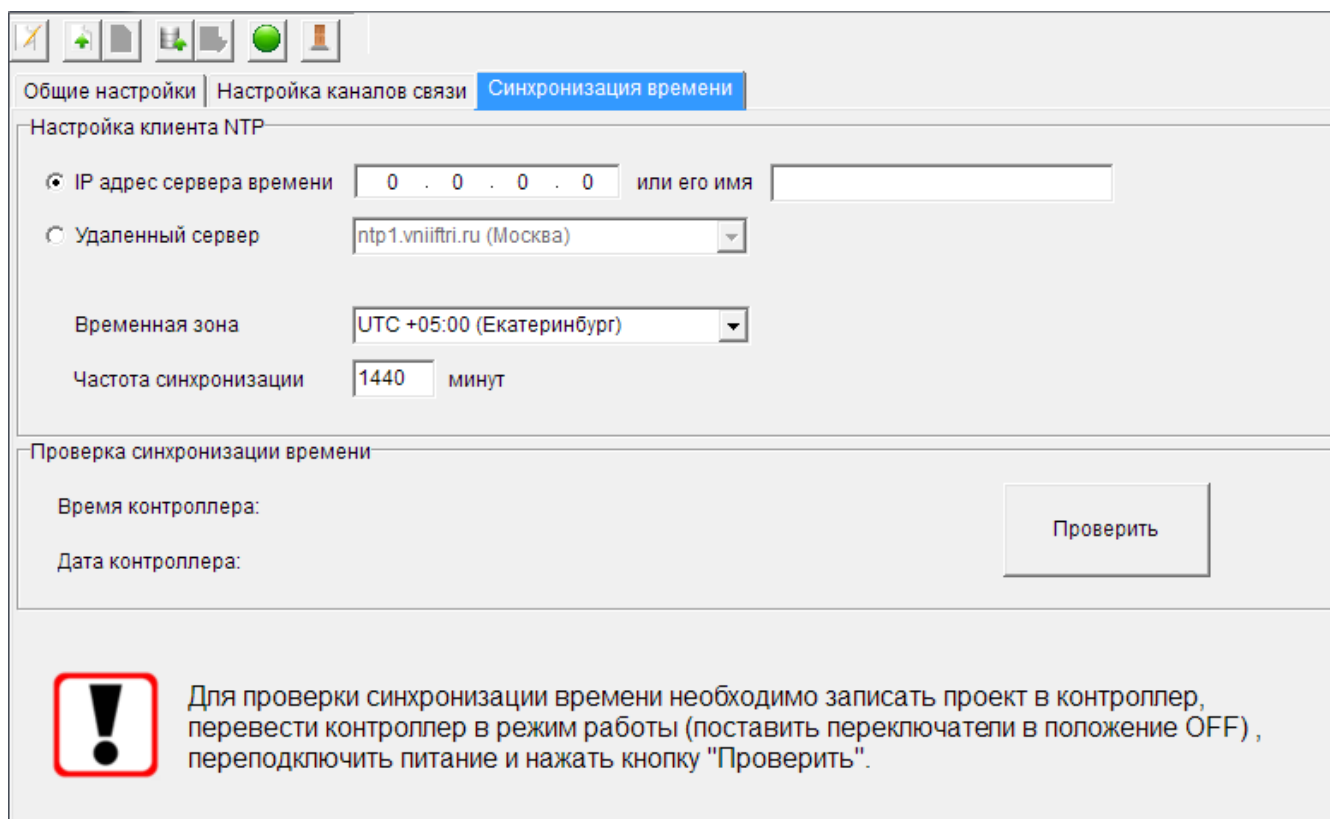 Общие настройки Настройка каналов связи Синхронизация времени
Настройка клиента NTP
IP адрес сервера времени 0 . 0 . 0 . 0 или его имя
Удаленный сервер ntp1.vniiftri.ru (Москва)
Временная зона UTC +05:00 (Екатеринбург)
Частота синхронизации 1440 минут
Проверка синхронизации времени
Время контроллера:
Проверить
Дата контроллера:
Для проверки синхронизации времени необходимо записать проект в контроллер,
перевести контроллер в режим работы (поставить переключатели в положение OFF) ,
переподключить питание и нажать кнопку "Проверить".